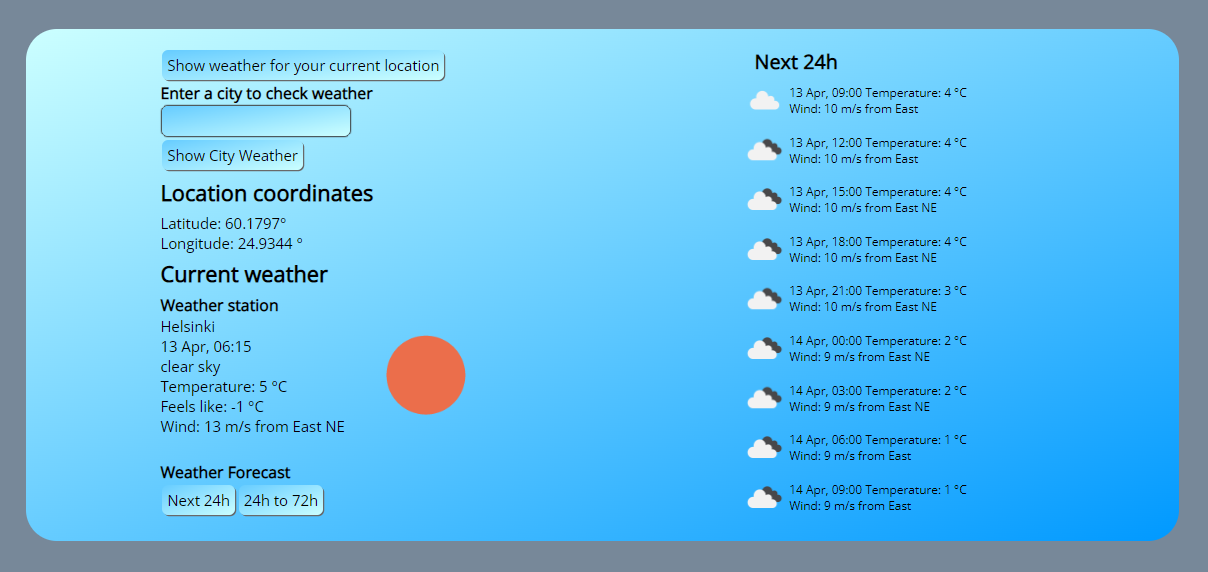 Show weather for your current location
Enter a city to check weather
Show City Weather
Location coordinates
Latitude: 60.1797°
Longitude: 24.9344 °
Current weather
Weather station
Helsinki
13 Apr, 06:15
clear sky
Temperature: 5 °C
Feels like: -1 °C
Wind: 13 m/s from East NE
Weather Forecast
Next 24h
24h to 72h
Next 24h
13 Apr, 09:00 Temperature: 4 °C
Wind: 10 m/s from East
13 Apr, 12:00 Temperature: 4 °C
Wind: 10 m/s from East
13 Apr, 15:00 Temperature: 4 °C
Wind: 10 m/s from East NE
13 Apr, 18:00 Temperature: 4 °C
Wind: 10 m/s from East NE
13 Apr, 21:00 Temperature: 3 °C
Wind: 10 m/s from East NE
14 Apr, 00:00 Temperature: 2 °C
Wind: 9 m/s from East NE
14 Apr, 03:00 Temperature: 2 °C
Wind: 9 m/s from East NE
14 Apr, 06:00 Temperature: 1 °C
Wind: 9 m/s from East
14 Apr, 09:00 Temperature: 1 °C
Wind: 9 m/s from East